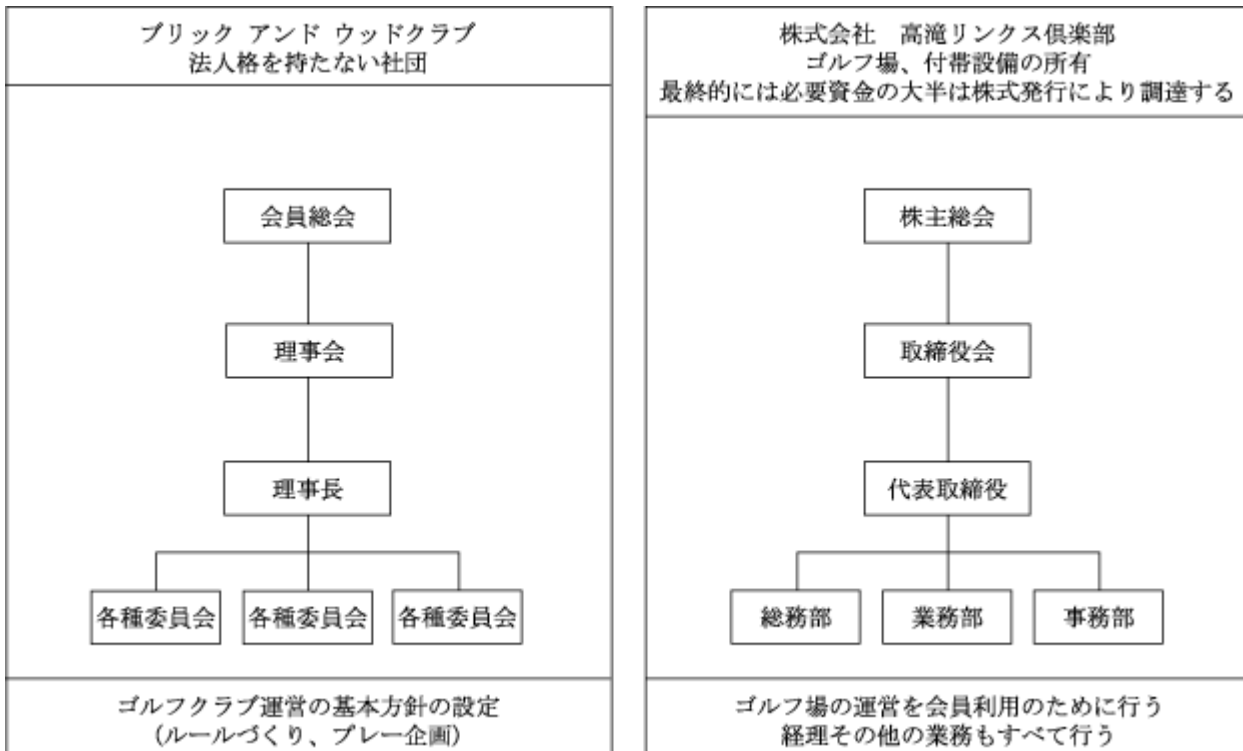 ブリック アンド ウッドクラブ
法人格を持たない社団
会員総会
理事会
理事長
各種委員会
各種委員会
各種委員会
ゴルフクラブ運営の基本方針の設定
(ルールづくり、プレー企画)
株式会社　高滝リンクス倶楽部
ゴルフ場、付帯設備の所有
最終的には必要資金の大半は株式発行により調達する
株主総会
取締役会
代表取締役
総務部
業務部
事務部
ゴルフ場の運営を会員利用のために行う
経理その他の業務もすべて行う